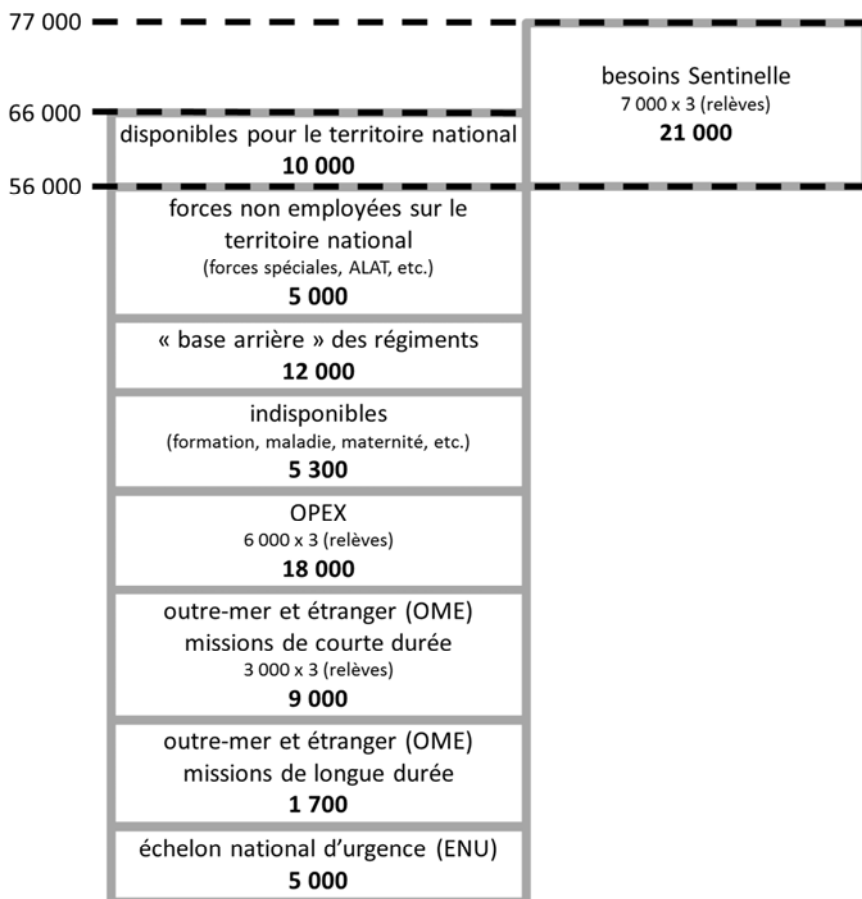 77 000
besoins Sentinelle
7 000 x 3 (relèves)
21 000
66 000
disponibles pour le territoire national
10 000
56 000
forces non employées sur le
territoire national
(forces spéciales, ALAT, etc.)
5 000
« base arrière » des régiments
12 000
indisponibles
(formation, maladie, maternité, etc.)
5 300
OPEX
6 000 x 3 (relèves)
18 000
outre-mer et étranger (OME)
missions de courte durée
3 000 x 3 (relèves)
9 000
outre-mer et étranger (OME)
missions de longue durée
1 700
échelon national d’urgence (ENU)
5 000